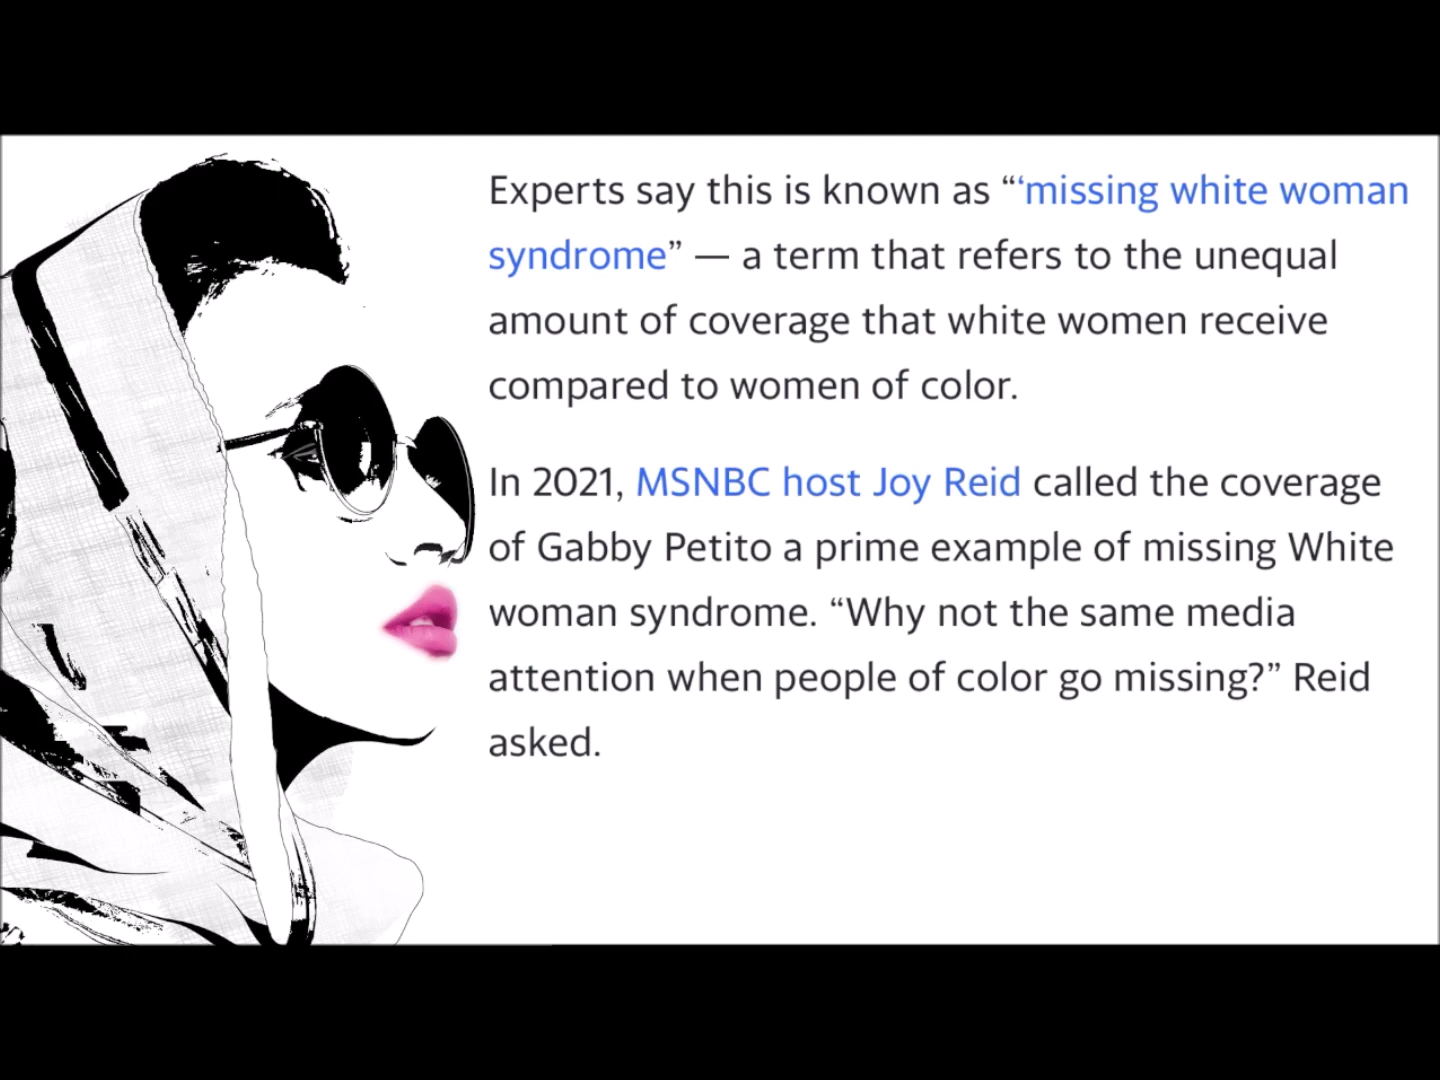 Experts say this is known as “‘missing white woman
syndrome” — a term that refers to the unequal
amount of coverage that white women receive
compared to women of color.
In 2021, MSNBC host Joy Reid called the coverage
of Gabby Petito a prime example of missing White
woman syndrome. “Why not the same media
attention when people of color go missing?” Reid
asked.